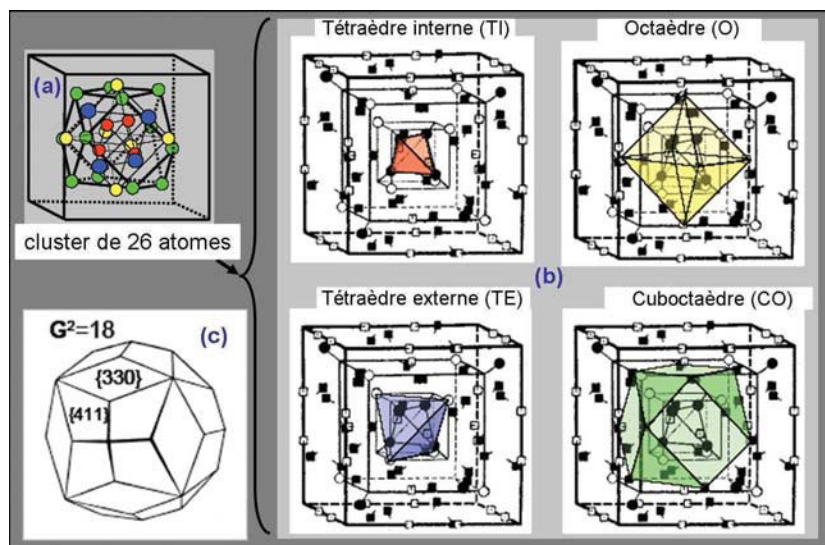 (a)
cluster de 26 atomes
G²=18
(c)
{330}
{411}
Tétraèdre interne (TI)
Octaèdre (O)
(b)
Tétraèdre externe (TE)
Cuboctaèdre (CO)